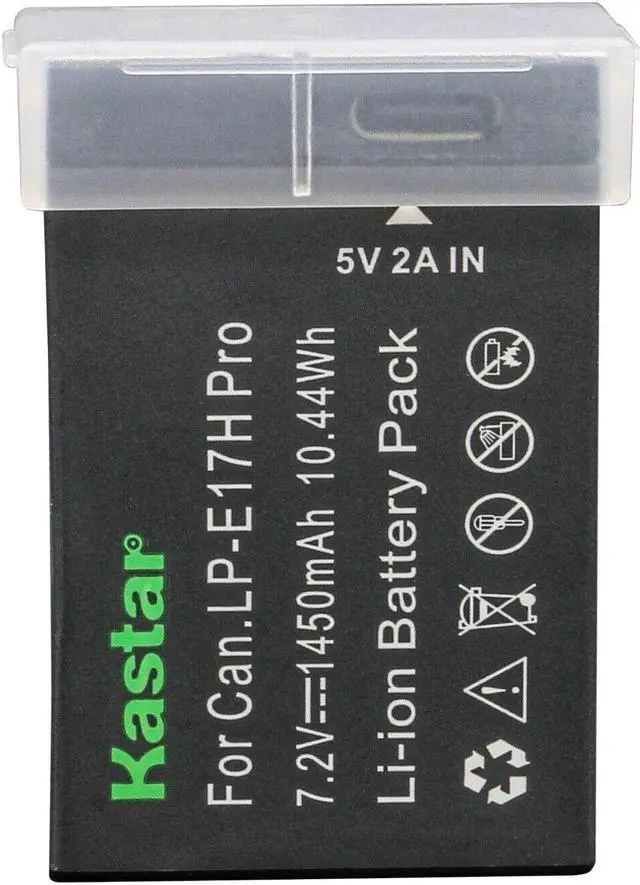 5V 2A IN
Kastar
For Can.LP-E17H Pro
7.2V⎓1450mAh 10.44Wh
Li-ion Battery Pack